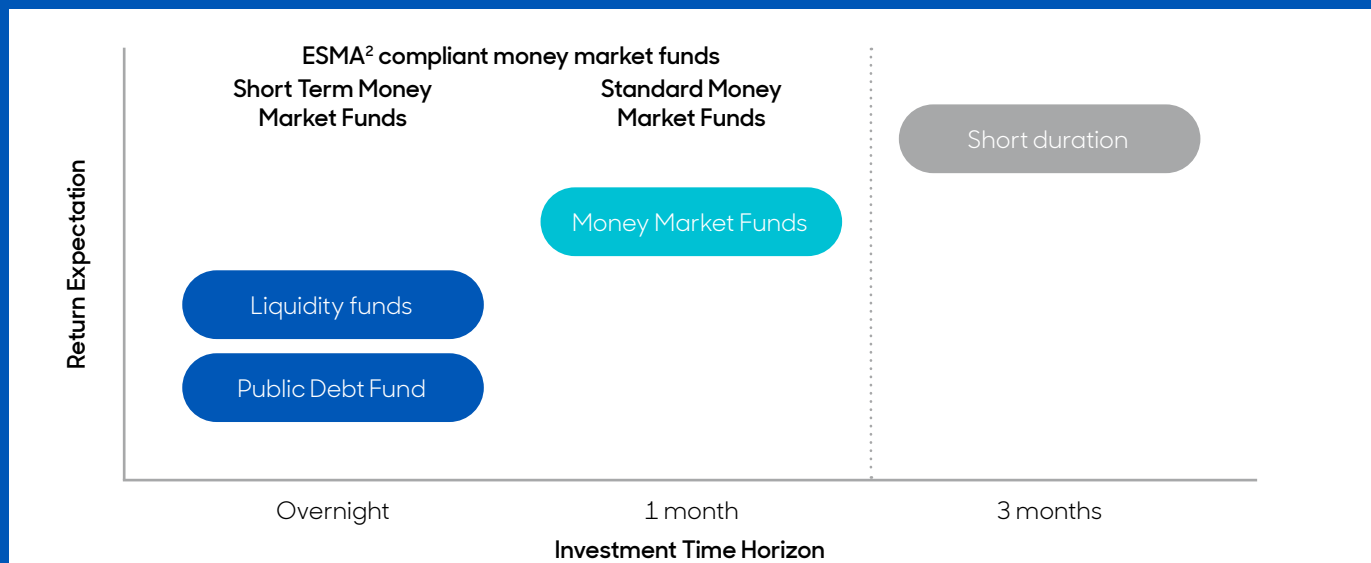 ESMA² compliant money market funds
Short Term Money
Market Funds
Standard Money
Market Funds
Short duration
Money Market Funds
Liquidity funds
Public Debt Fund
Return Expectation
Overnight
1 month
3 months
Investment Time Horizon